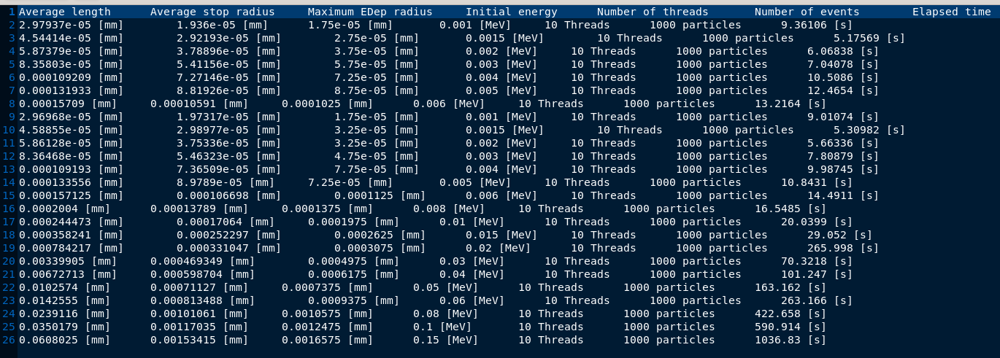 1 Average length Average stop radius Maximum EDep radius Initial energy Number of threads Number of events Elapsed time
2 2.97937e-05 [mm] 1.936e-05 [mm] 1.75e-05 [mm] 0.001 [MeV] 10 Threads 1000 particles 9.36106 [s]
3 4.54414e-05 [mm] 2.92193e-05 [mm] 2.75e-05 [mm] 0.0015 [MeV] 10 Threads 1000 particles 5.17569 [s]
4 5.87379e-05 [mm] 3.78896e-05 [mm] 3.75e-05 [mm] 0.002 [MeV] 10 Threads 1000 particles 6.06838 [s]
5 8.35803e-05 [mm] 5.41156e-05 [mm] 5.75e-05 [mm] 0.003 [MeV] 10 Threads 1000 particles 7.04078 [s]
6 0.000109209 [mm] 7.27146e-05 [mm] 7.25e-05 [mm] 0.004 [MeV] 10 Threads 1000 particles 10.5086 [s]
7 0.000131933 [mm] 8.81926e-05 [mm] 8.75e-05 [mm] 0.005 [MeV] 10 Threads 1000 particles 12.4654 [s]
8 0.00015709 [mm] 0.00010591 [mm] 0.0001025 [mm] 0.006 [MeV] 10 Threads 1000 particles 13.2164 [s]
9 2.96968e-05 [mm] 1.97317e-05 [mm] 1.75e-05 [mm] 0.001 [MeV] 10 Threads 1000 particles 9.01074 [s]
10 4.58855e-05 [mm] 2.98977e-05 [mm] 3.25e-05 [mm] 0.0015 [MeV] 10 Threads 1000 particles 5.30982 [s]
11 5.86128e-05 [mm] 3.75336e-05 [mm] 3.25e-05 [mm] 0.002 [MeV] 10 Threads 1000 particles 5.66336 [s]
12 8.36468e-05 [mm] 5.46323e-05 [mm] 4.75e-05 [mm] 0.003 [MeV] 10 Threads 1000 particles 7.80879 [s]
13 0.000109193 [mm] 7.36509e-05 [mm] 7.75e-05 [mm] 0.004 [MeV] 10 Threads 1000 particles 9.98745 [s]
14 0.000133556 [mm] 8.9789e-05 [mm] 7.25e-05 [mm] 0.005 [MeV] 10 Threads 1000 particles 10.8431 [s]
15 0.000157125 [mm] 0.000106698 [mm] 0.0001125 [mm] 0.006 [MeV] 10 Threads 1000 particles 14.4911 [s]
16 0.0002004 [mm] 0.00013789 [mm] 0.0001375 [mm] 0.008 [MeV] 10 Threads 1000 particles 16.5485 [s]
17 0.000244473 [mm] 0.00017064 [mm] 0.0001975 [mm] 0.01 [MeV] 10 Threads 1000 particles 20.0399 [s]
18 0.000358241 [mm] 0.000252297 [mm] 0.0002625 [mm] 0.015 [MeV] 10 Threads 1000 particles 29.052 [s]
19 0.000784217 [mm] 0.000331047 [mm] 0.0003075 [mm] 0.02 [MeV] 10 Threads 1000 particles 265.998 [s]
20 0.00339905 [mm] 0.000469349 [mm] 0.0004975 [mm] 0.03 [MeV] 10 Threads 1000 particles 70.3218 [s]
21 0.00672713 [mm] 0.000598704 [mm] 0.0006175 [mm] 0.04 [MeV] 10 Threads 1000 particles 101.247 [s]
22 0.0102574 [mm] 0.00071127 [mm] 0.0007375 [mm] 0.05 [MeV] 10 Threads 1000 particles 163.162 [s]
23 0.0142555 [mm] 0.000813488 [mm] 0.0009375 [mm] 0.06 [MeV] 10 Threads 1000 particles 263.166 [s]
24 0.0239116 [mm] 0.00101061 [mm] 0.0010575 [mm] 0.08 [MeV] 10 Threads 1000 particles 422.658 [s]
25 0.0350179 [mm] 0.00117035 [mm] 0.0012475 [mm] 0.1 [MeV] 10 Threads 1000 particles 590.914 [s]
26 0.0608025 [mm] 0.00153415 [mm] 0.0016575 [mm] 0.15 [MeV] 10 Threads 1000 particles 1036.83 [s]